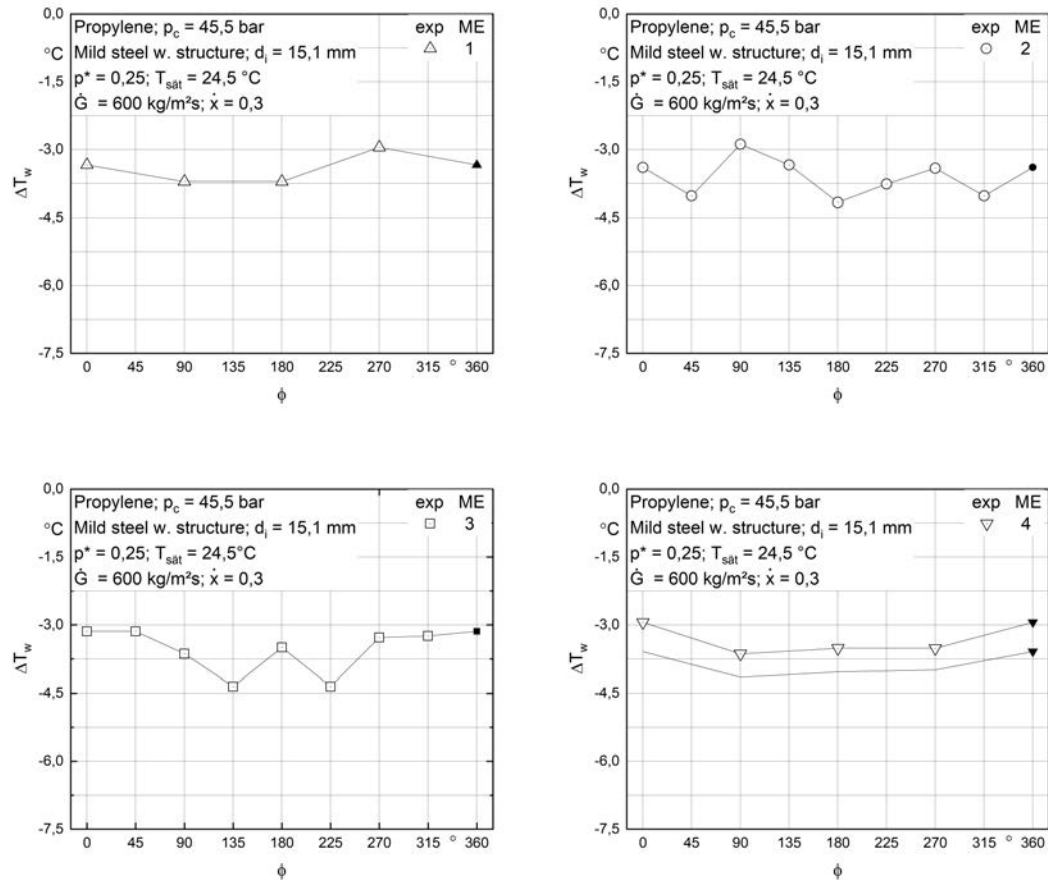 0,0
Propylene; p_c = 45,5 bar
exp ME
°C
Mild steel w. structure; d_i = 15,1 mm
1
-1,5
p* = 0,25; T_sät = 24,5 °C
Ġ = 600 kg/m²s; ẋ = 0,3
-3,0
ΔT_w
-4,5
-6,0
-7,5
0 45 90 135 180 225 270 315 ° 360
ϕ
0,0
Propylene; p_c = 45,5 bar
exp ME
°C
Mild steel w. structure; d_i = 15,1 mm
2
-1,5
p* = 0,25; T_sät = 24,5 °C
Ġ = 600 kg/m²s; ẋ = 0,3
-3,0
ΔT_w
-4,5
-6,0
-7,5
0 45 90 135 180 225 270 315 ° 360
ϕ
0,0
Propylene; p_c = 45,5 bar
exp ME
°C
Mild steel w. structure; d_i = 15,1 mm
3
-1,5
p* = 0,25; T_sät = 24,5°C
Ġ = 600 kg/m²s; ẋ = 0,3
-3,0
ΔT_w
-4,5
-6,0
-7,5
0 45 90 135 180 225 270 315 ° 360
ϕ
0,0
Propylene; p_c = 45,5 bar
exp ME
°C
Mild steel w. structure; d_i = 15,1 mm
4
-1,5
p* = 0,25; T_sät = 24,5°C
Ġ = 600 kg/m²s; ẋ = 0,3
-3,0
ΔT_w
-4,5
-6,0
-7,5
0 45 90 135 180 225 270 315 ° 360
ϕ